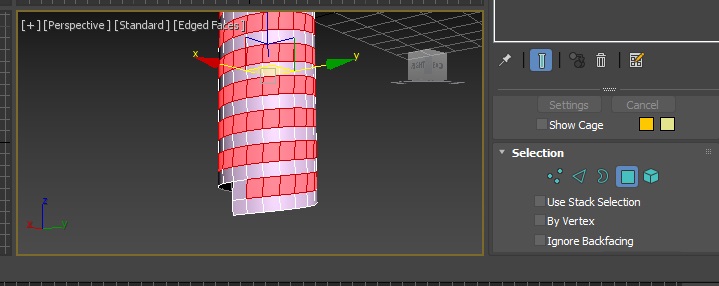 [+] [Perspective] [Standard] [Edged Faces]
x
y
z
x
y
Settings
Cancel
Show Cage
Selection
Use Stack Selection
By Vertex
Ignore Backfacing